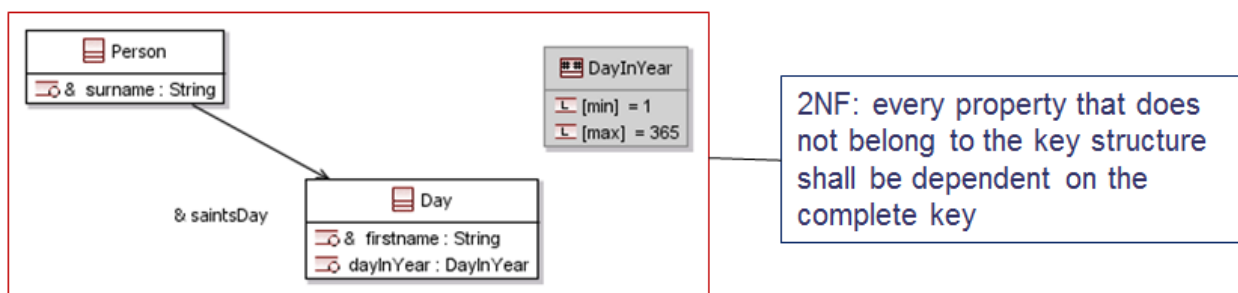 Person
& surname : String
DayInYear
[min] = 1
[max] = 365
& saintsDay
Day
& firstname : String
dayInYear : DayInYear
2NF: every property that does
not belong to the key structure
shall be dependent on the
complete key